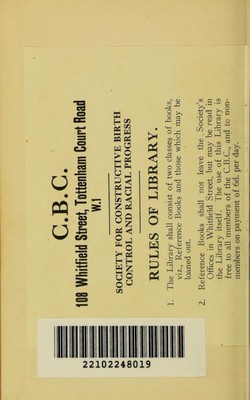 C.B.C.
108 Whitfield Street, Tottenham Court Road
W.1
SOCIETY FOR CONSTRUCTIVE BIRTH
CONTROL AND RACIAL PROGRESS
RULES OF LIBRARY.
1. The Library shall consist of two classes of books,
viz., Reference Books and those which may be
loaned out.
2. Reference Books shall not leave the Society's
Offices in Whitfield Street, but may be read in
the Library itself. The use of this Library is
free to all members of the C.B.C., and to non-
members on payment of 6d. per day.
22102248019